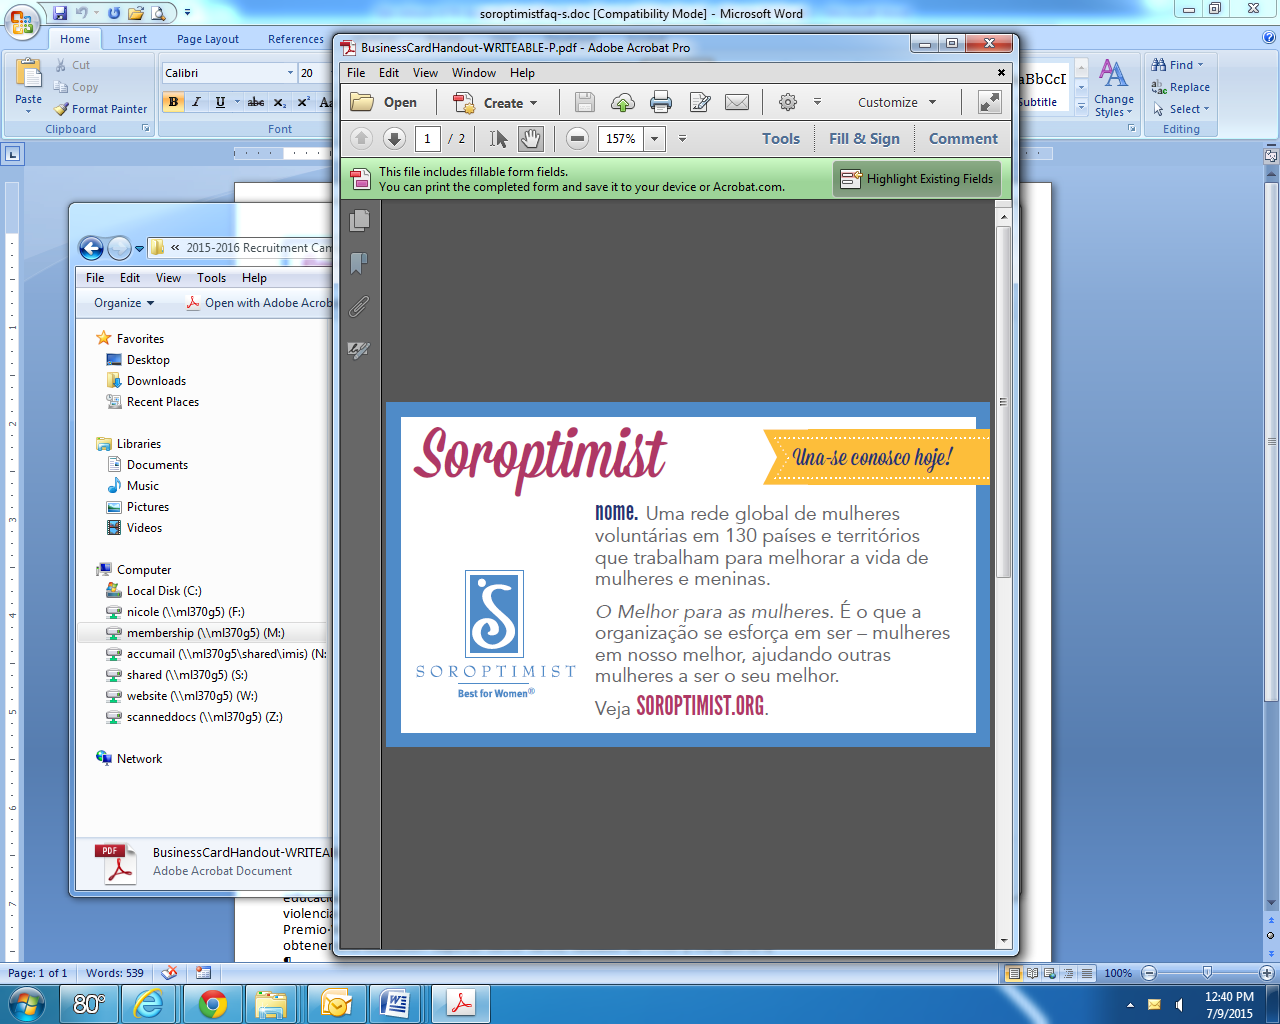 soroptimistfaq-s.doc [Compatibility Mode] - Microsoft Word
Home Insert Page Layout References
Paste
Cut
Copy
Format Painter
Clipboard
Calibri 20
B I U abc x₂ x² Aa
Font
Subtitle
Change
Styles
Find
Replace
Select
Editing
BusinessCardHandout-WRITEABLE-P.pdf - Adobe Acrobat Pro
File Edit View Window Help
Open Create Customize
1 / 2 157% Tools Fill & Sign Comment
This file includes fillable form fields.
You can print the completed form and save it to your device or Acrobat.com.
Highlight Existing Fields
« 2015-2016 Recruitment Cam
File Edit View Tools Help
Organize Open with Adobe Acrob
Favorites
Desktop
Downloads
Recent Places
Libraries
Documents
Music
Pictures
Videos
Computer
Local Disk (C:)
nicole (\\ml370g5) (F:)
membership (\\ml370g5) (M:)
accumail (\\ml370g5\shared\imis) (N:
shared (\\ml370g5) (S:)
website (\\ml370g5) (W:)
scanneddocs (\\ml370g5) (Z:)
Network
PDF
BusinessCardHandout-WRITEAB
Adobe Acrobat Document
Soroptimist
Una-se conosco hoje!
nome. Uma rede global de mulheres
voluntárias em 130 países e territórios
que trabalham para melhorar a vida de
mulheres e meninas.
O Melhor para as mulheres. É o que a
organização se esforça em ser – mulheres
em nosso melhor, ajudando outras
mulheres a ser o seu melhor.
Veja SOROPTIMIST.ORG.
S
SOROPTIMIST
Best for Women®
violencia
Premio
obtener
Page: 1 of 1 Words: 539
100%
80°
12:40 PM
7/9/2015